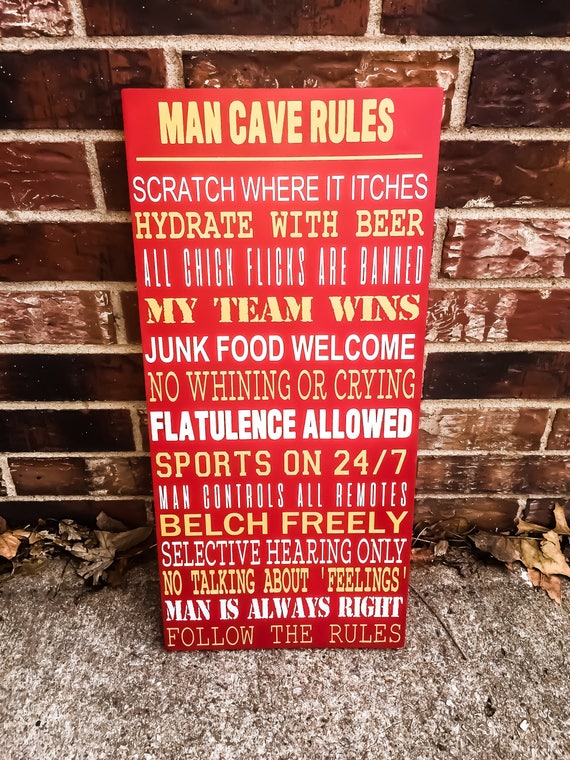 MAN CAVE RULES
SCRATCH WHERE IT ITCHES
HYDRATE WITH BEER
ALL CHICK FLICKS ARE BANNED
MY TEAM WINS
JUNK FOOD WELCOME
NO WHINING OR CRYING
FLATULENCE ALLOWED
SPORTS ON 24/7
MAN CONTROLS ALL REMOTES
BELCH FREELY
SELECTIVE HEARING ONLY
NO TALKING ABOUT 'FEELINGS'
MAN IS ALWAYS RIGHT
FOLLOW THE RULES